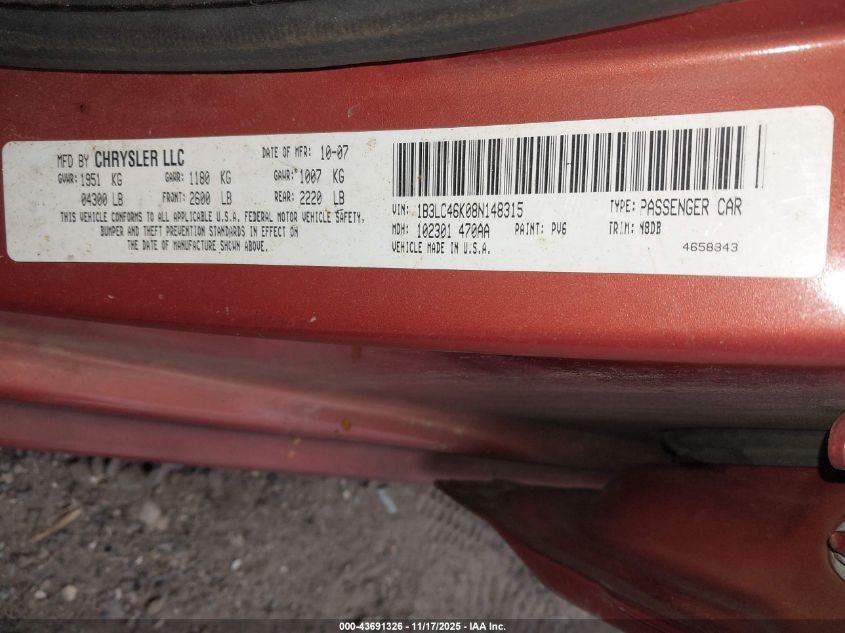 MFD BY CHRYSLER LLC DATE OF MFR: 10-07
GVWR: 1951 KG GAWR: 1180 KG GAWR: 1007 KG
04300 LB FRONT: 2600 LB REAR: 2220 LB
THIS VEHICLE CONFORMS TO ALL APPLICABLE U.S.A. FEDERAL MOTOR VEHICLE SAFETY,
BUMPER AND THEFT PREVENTION STANDARDS IN EFFECT ON
THE DATE OF MANUFACTURE SHOWN ABOVE.
VIN: 1B3LC46K08N148315 TYPE: PASSENGER CAR
MDH: 102301 470AA PAINT: PV6 TRIM: N8DB
VEHICLE MADE IN U.S.A. 4658843
000-43691326 - 11/17/2025 - IAA Inc.